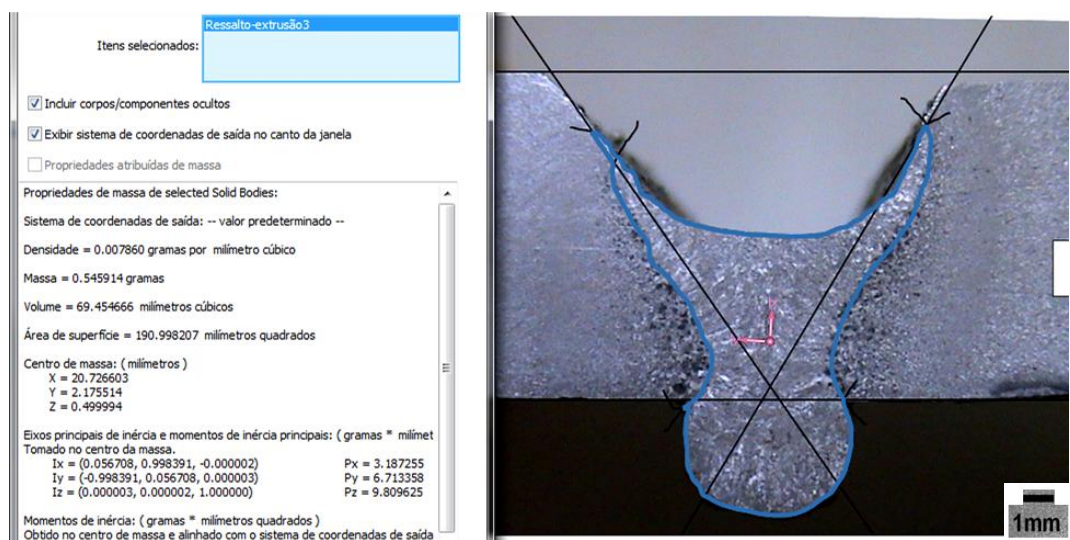 Ressalto-extrusão3
Itens selecionados:
Incluir corpos/componentes ocultos
Exibir sistema de coordenadas de saída no canto da janela
Propriedades atribuídas de massa
Propriedades de massa de selected Solid Bodies:
Sistema de coordenadas de saída: -- valor predeterminado --
Densidade = 0.007860 gramas por milímetro cúbico
Massa = 0.545914 gramas
Volume = 69.454666 milímetros cúbicos
Área de superfície = 190.998207 milímetros quadrados
Centro de massa: ( milímetros )
X = 20.726603
Y = 2.175514
Z = 0.499994
Eixos principais de inércia e momentos de inércia principais: ( gramas * milímet
Tomado no centro da massa.
Ix = (0.056708, 0.998391, -0.000002) Px = 3.187255
Iy = (-0.998391, 0.056708, 0.000003) Py = 6.713358
Iz = (0.000003, 0.000002, 1.000000) Pz = 9.809625
Momentos de inércia: ( gramas * milímetros quadrados )
Obtido no centro de massa e alinhado com o sistema de coordenadas de saída
1mm